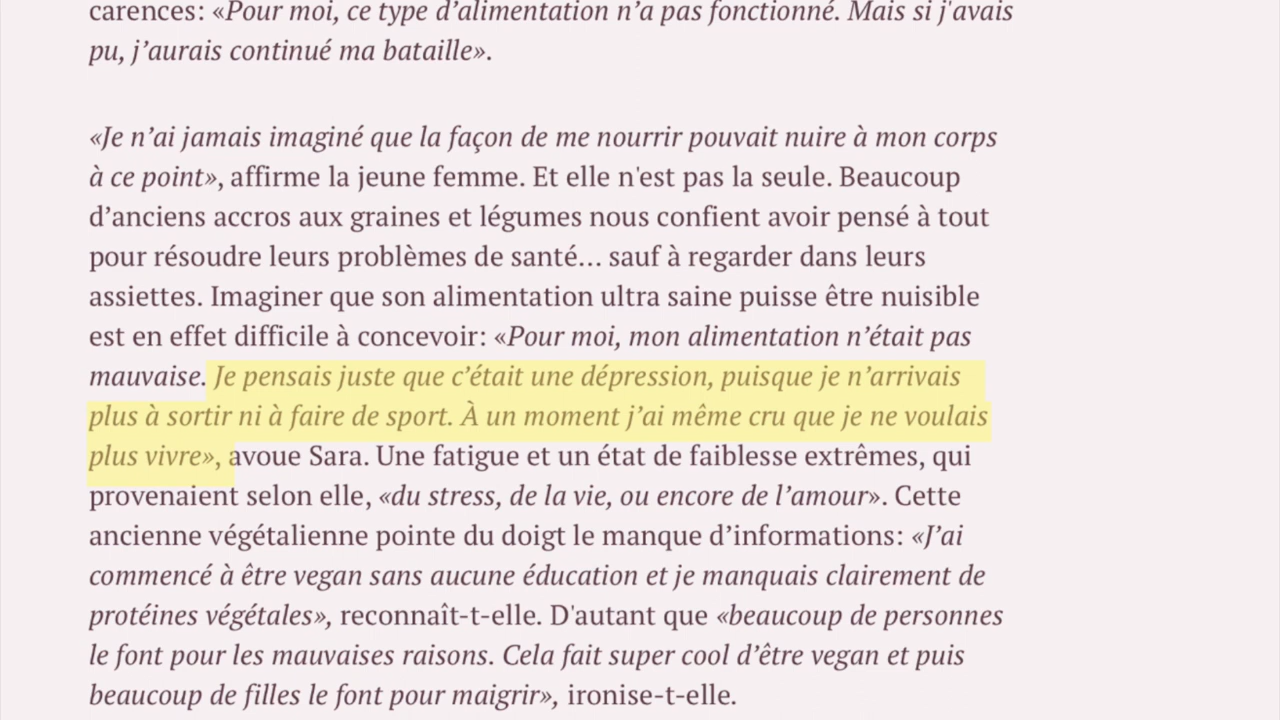 carences: «Pour moi, ce type d’alimentation n’a pas fonctionné. Mais si j'avais
pu, j’aurais continué ma bataille».
«Je n’ai jamais imaginé que la façon de me nourrir pouvait nuire à mon corps
à ce point», affirme la jeune femme. Et elle n'est pas la seule. Beaucoup
d’anciens accros aux graines et légumes nous confient avoir pensé à tout
pour résoudre leurs problèmes de santé… sauf à regarder dans leurs
assiettes. Imaginer que son alimentation ultra saine puisse être nuisible
est en effet difficile à concevoir: «Pour moi, mon alimentation n’était pas
mauvaise. Je pensais juste que c’était une dépression, puisque je n’arrivais
plus à sortir ni à faire de sport. À un moment j’ai même cru que je ne voulais
plus vivre», avoue Sara. Une fatigue et un état de faiblesse extrêmes, qui
provenaient selon elle, «du stress, de la vie, ou encore de l’amour». Cette
ancienne végétalienne pointe du doigt le manque d’informations: «J’ai
commencé à être vegan sans aucune éducation et je manquais clairement de
protéines végétales», reconnaît-t-elle. D'autant que «beaucoup de personnes
le font pour les mauvaises raisons. Cela fait super cool d’être vegan et puis
beaucoup de filles le font pour maigrir», ironise-t-elle.